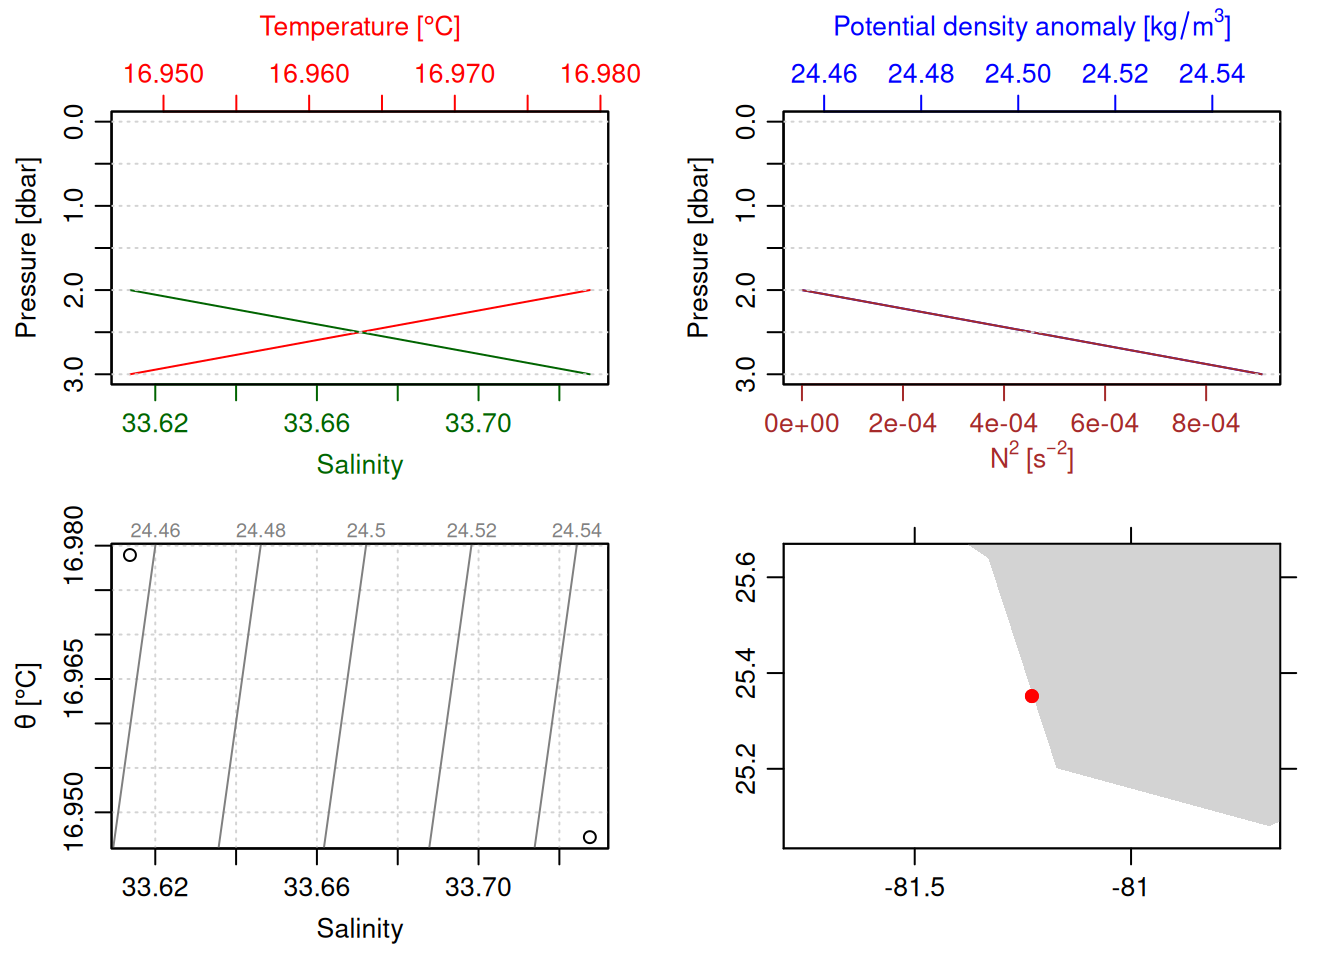 Temperature [°C]
16.950 16.960 16.970 16.980
0.0
1.0
2.0
3.0
Pressure [dbar]
33.62 33.66 33.70
Salinity
Potential density anomaly [kg/m³]
24.46 24.48 24.50 24.52 24.54
0.0
1.0
2.0
3.0
Pressure [dbar]
0e+00 2e-04 4e-04 6e-04 8e-04
N² [s⁻²]
24.46 24.48 24.5 24.52 24.54
16.980
16.965
16.950
θ [°C]
33.62 33.66 33.70
Salinity
25.6
25.4
25.2
-81.5 -81